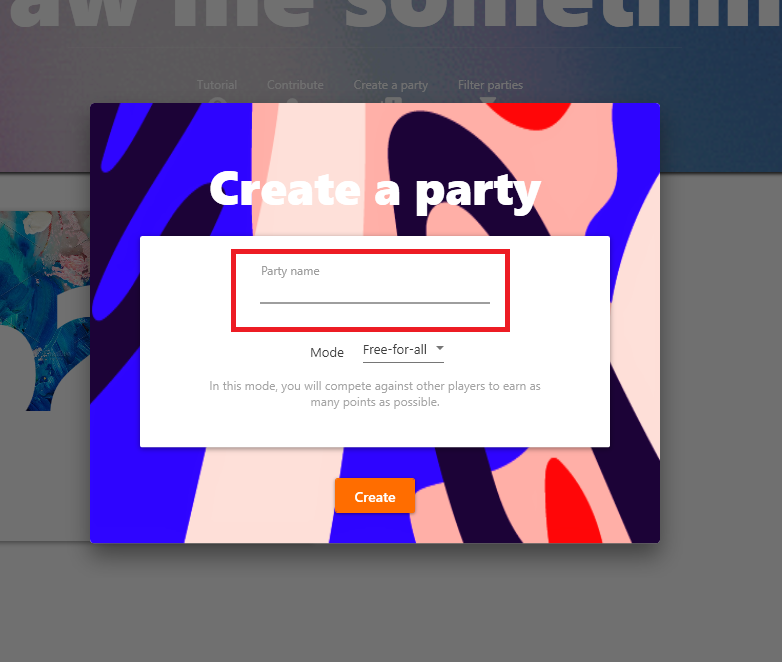 aw me somethin
Tutorial Contribute Create a party Filter parties
Create a party
Party name
Mode Free-for-all
In this mode, you will compete against other players to earn as
many points as possible.
Create